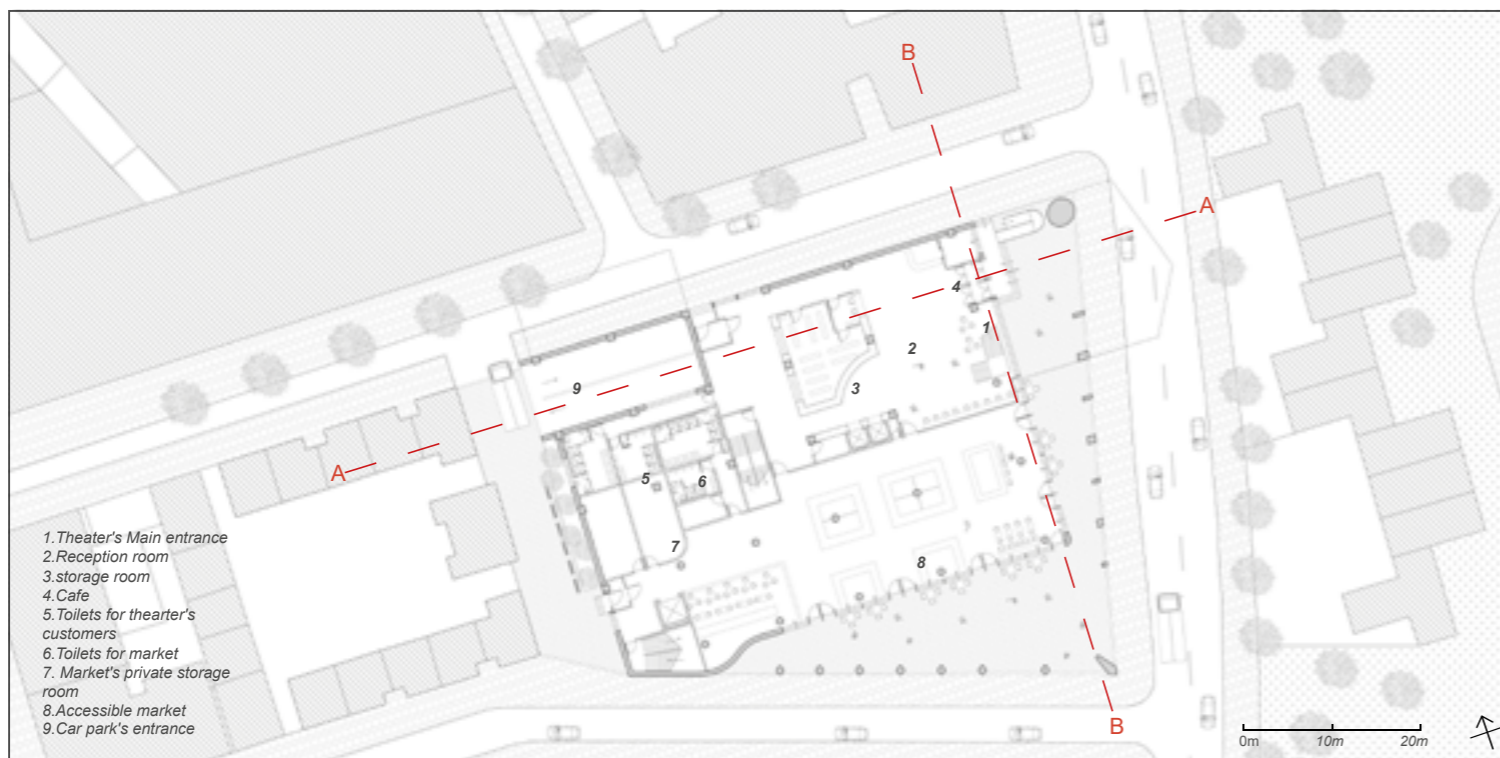 B
A
4
1
2
3
9
5
6
7
8
A
B
1.Theater's Main entrance
2.Reception room
3.storage room
4.Cafe
5.Toilets for thearter's
customers
6.Toilets for market
7. Market's private storage
room
8.Accessible market
9.Car park's entrance
0m 10m 20m